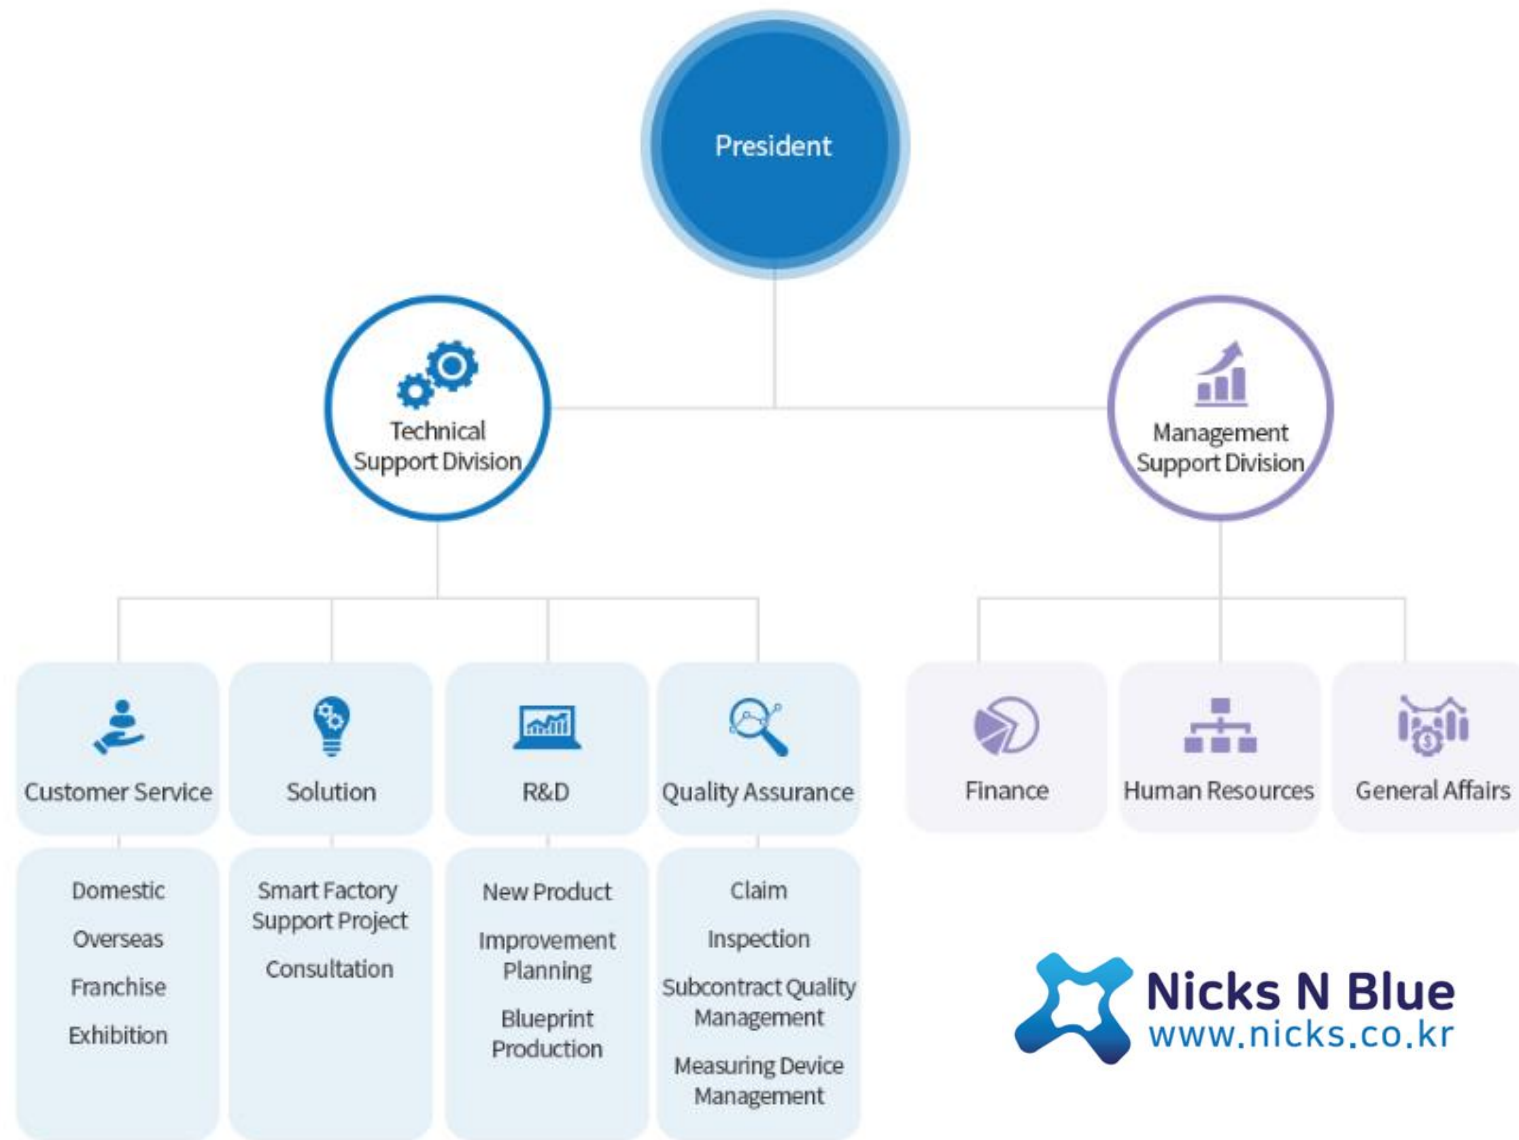 President
Technical
Support Division
Management
Support Division
Customer Service
Solution
R&D
Quality Assurance
Finance
Human Resources
General Affairs
Domestic
Overseas
Franchise
Exhibition
Smart Factory
Support Project
Consultation
New Product
Improvement
Planning
Blueprint
Production
Claim
Inspection
Subcontract Quality
Management
Measuring Device
Management
Nicks N Blue
www.nicks.co.kr